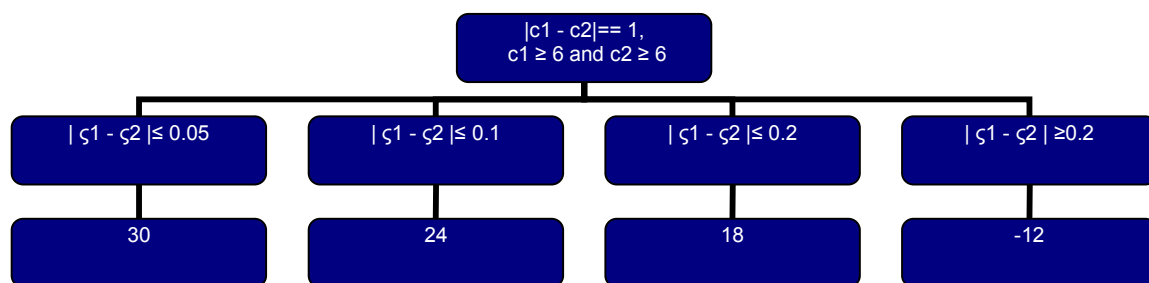 |c1 - c2|== 1,
c1 ≥ 6 and c2 ≥ 6
| ς1 - ς2 |≤ 0.05
| ς1 - ς2 |≤ 0.1
| ς1 - ς2 |≤ 0.2
| ς1 - ς2 | ≥0.2
30
24
18
-12